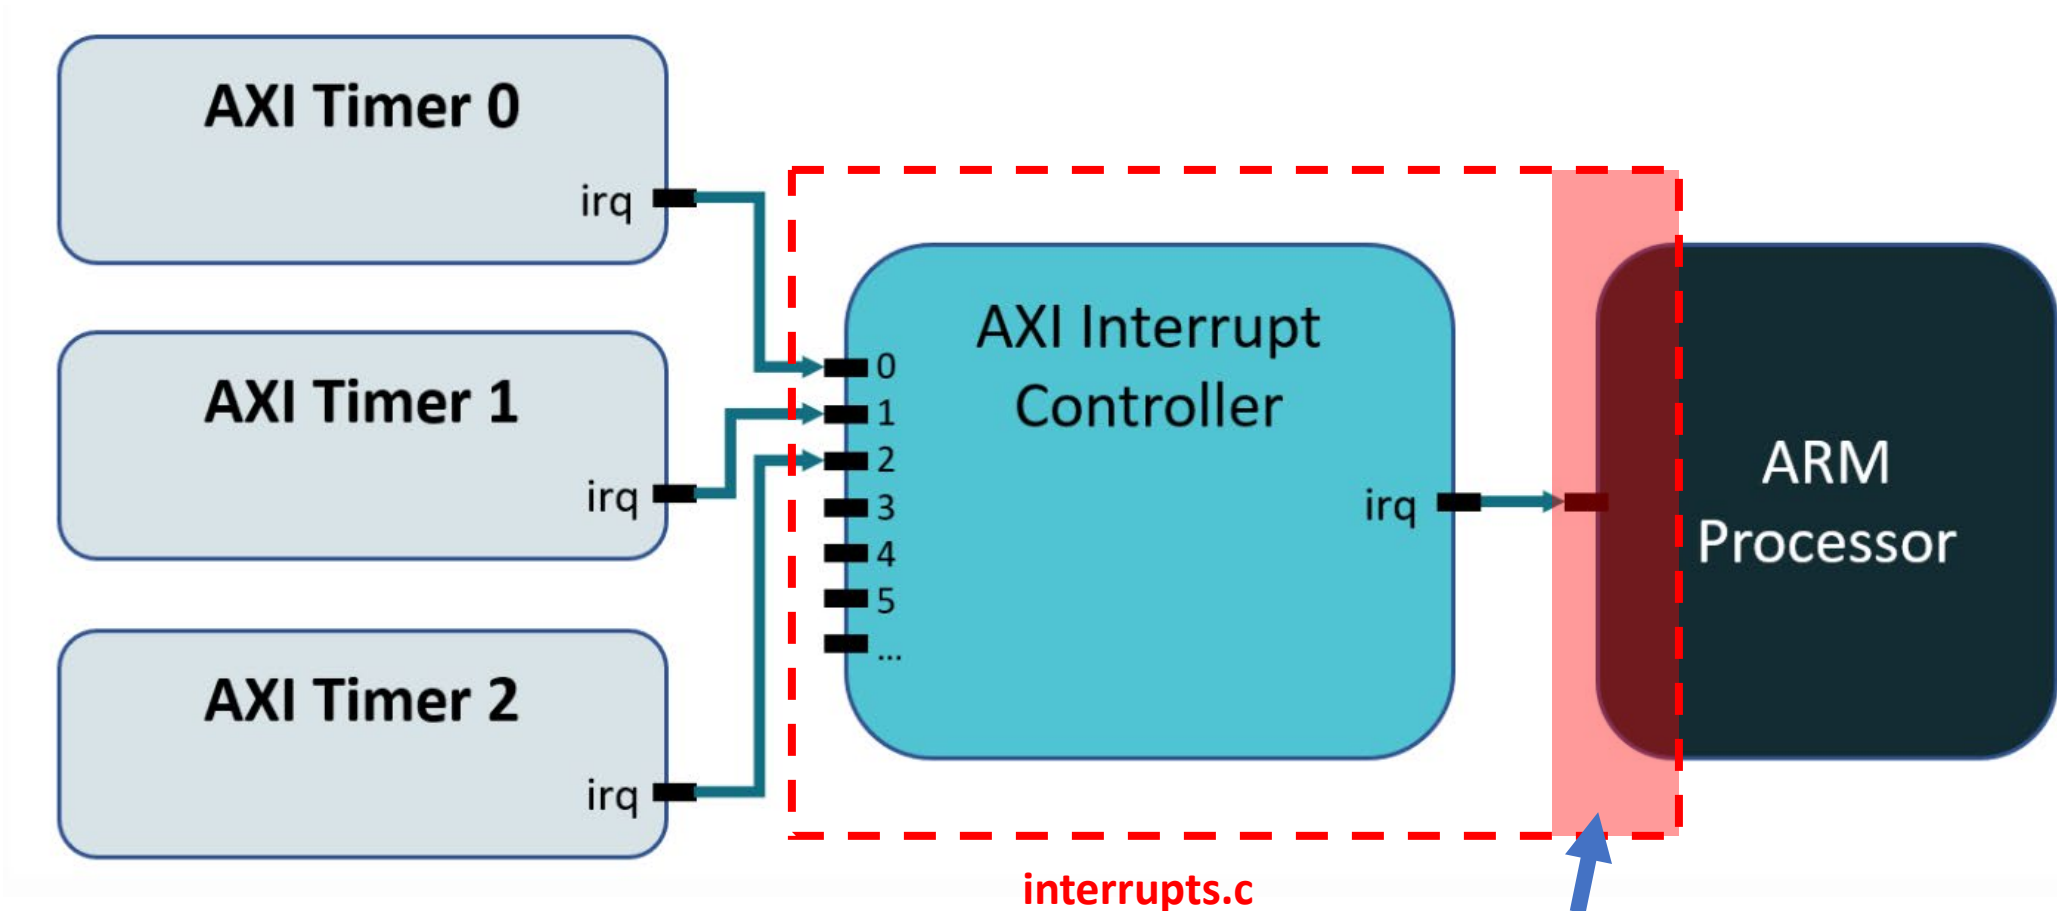 AXI Timer 0
irq
AXI Timer 1
irq
AXI Timer 2
irq
AXI Interrupt
Controller
0
1
2
3
4
5
...
irq
ARM
Processor
interrupts.c